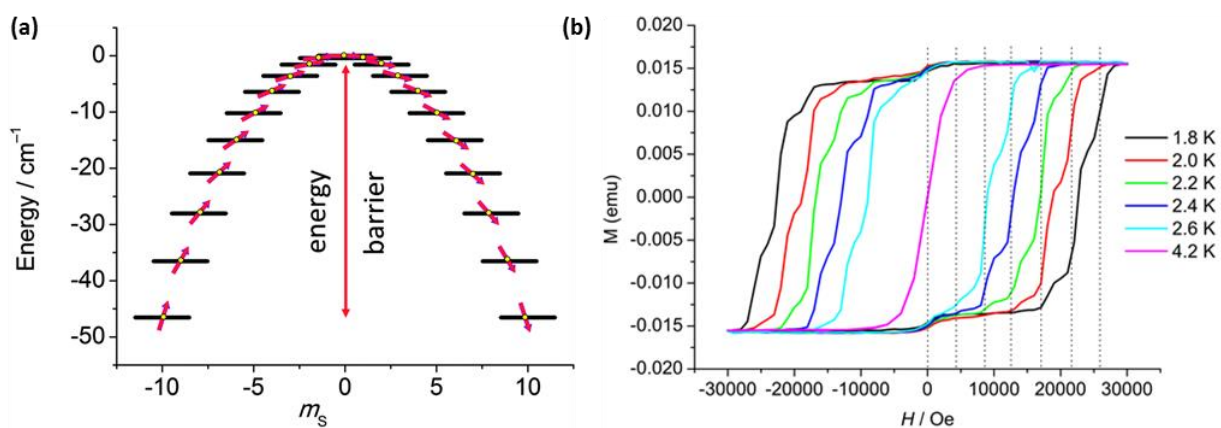 (a)
Energy / cm⁻¹
0
-10
-20
-30
-40
-50
energy
barrier
-10
-5
0
5
10
mₛ
(b)
M (emu)
0.020
0.015
0.010
0.005
0.000
-0.005
-0.010
-0.015
-0.020
-30000
-20000
-10000
0
10000
20000
30000
H / Oe
1.8 K
2.0 K
2.2 K
2.4 K
2.6 K
4.2 K